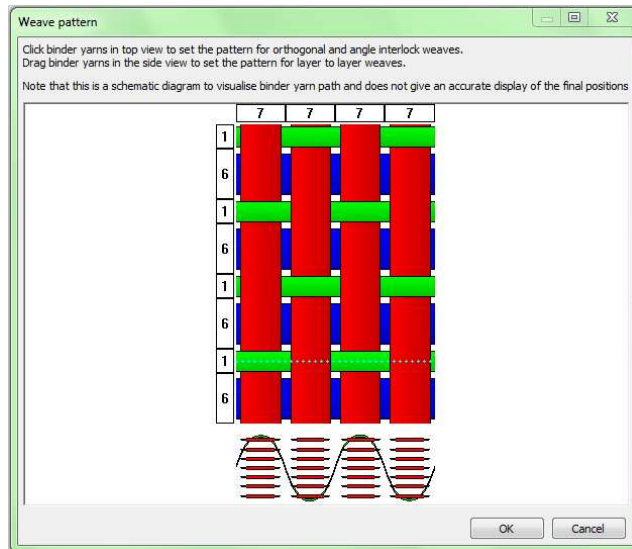 Weave pattern
Click binder yarns in top view to set the pattern for orthogonal and angle interlock weaves.
Drag binder yarns in the side view to set the pattern for layer to layer weaves.
Note that this is a schematic diagram to visualise binder yarn path and does not give an accurate display of the final positions
7 7 7 7
1
6
1
6
1
6
1
6
OK Cancel